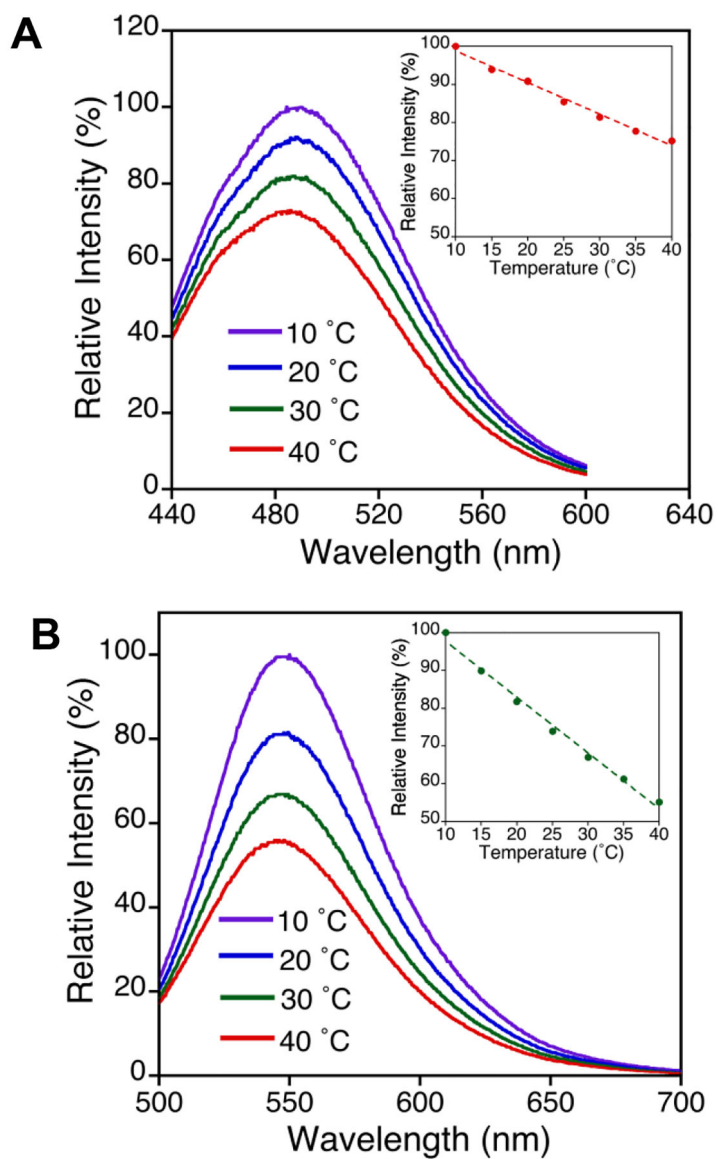 A
120
100
80
60
40
20
0
Relative Intensity (%)
440
480
520
560
600
640
Wavelength (nm)
10 ˚C
20 ˚C
30 ˚C
40 ˚C
100
90
80
70
60
50
Relative Intensity (%)
10
15
20
25
30
35
40
Temperature (˚C)
B
100
80
60
40
20
0
Relative Intensity (%)
500
550
600
650
700
Wavelength (nm)
10 ˚C
20 ˚C
30 ˚C
40 ˚C
100
90
80
70
60
50
Relative Intensity (%)
10
15
20
25
30
35
40
Temperature (˚C)